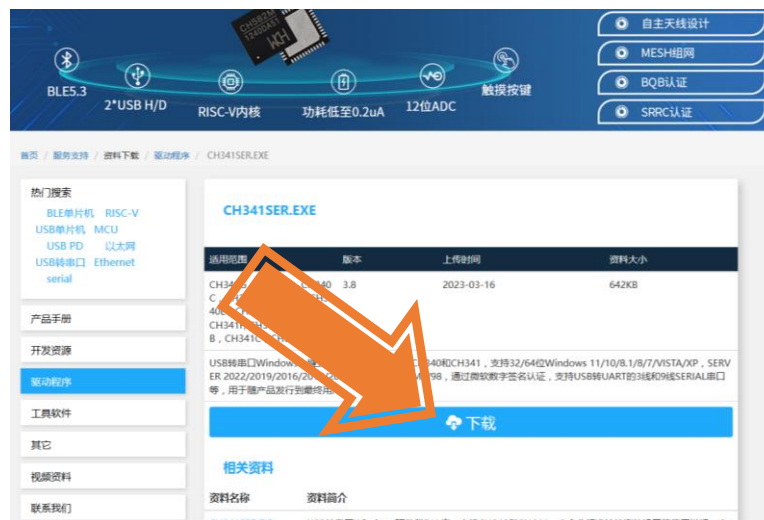 CH582M
WCH
自主天线设计
MESH组网
BQB认证
SRRC认证
BLE5.3
2*USB H/D
RISC-V内核
功耗低至0.2uA
12位ADC
触摸按键
首页 / 服务支持 / 资料下载 / 驱动程序 / CH341SER.EXE
热门搜索
BLE单片机 RISC-V
USB单片机 MCU
USB PD 以太网
USB转串口 Ethernet
serial
产品手册
开发资源
驱动程序
工具软件
其它
视频资料
联系我们
CH341SER.EXE
适用范围 版本 上传时间 资料大小
3.8 2023-03-16 642KB
B，CH341C
USB转串口Windows CH340和CH341，支持32/64位Windows 11/10/8.1/8/7/VISTA/XP，SERV
ER 2022/2019/2016/ /98，通过微软数字签名认证，支持USB转UART的3线和9线SERIAL串口
等，用于随产品发行到最终用
下载
相关资料
资料名称 资料简介